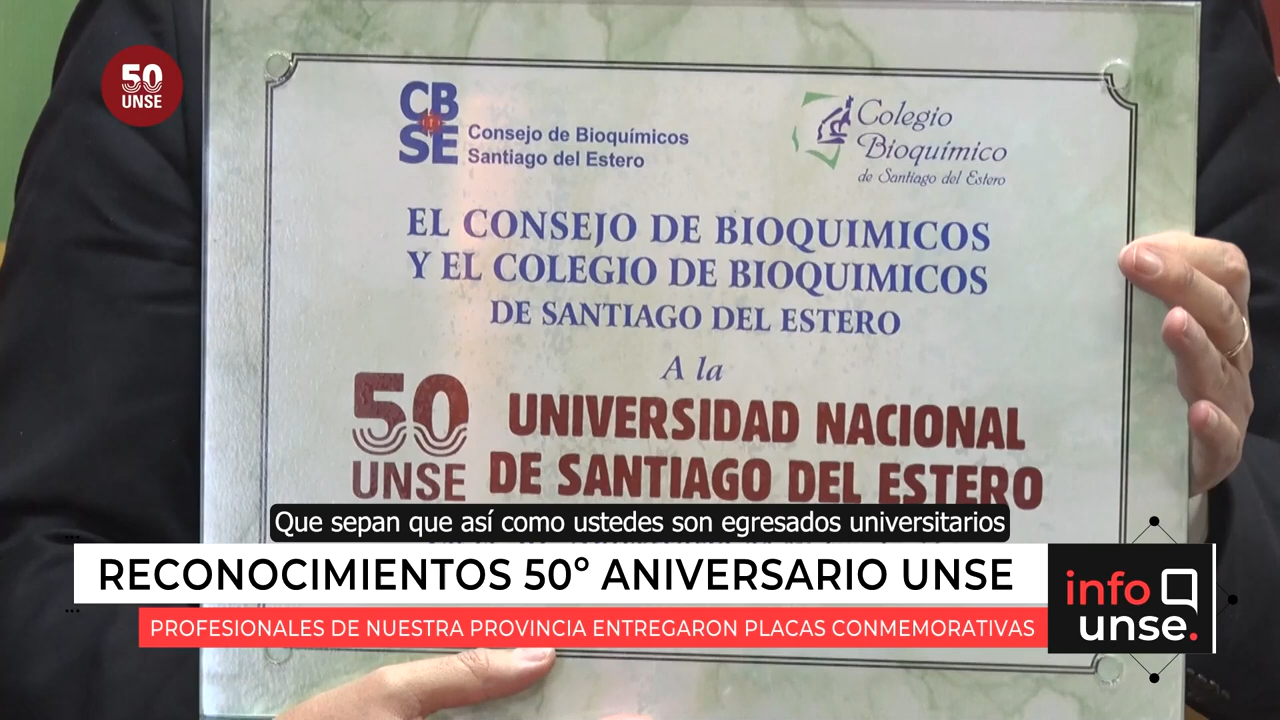 50
UNSE
CB
SE
Consejo de Bioquímicos
Santiago del Estero
Colegio
Bioquímico
de Santiago del Estero
EL CONSEJO DE BIOQUIMICOS
Y EL COLEGIO DE BIOQUIMICOS
DE SANTIAGO DEL ESTERO
A la
50
UNSE
UNIVERSIDAD NACIONAL
DE SANTIAGO DEL ESTERO
Que sepan que así como ustedes son egresados universitarios
RECONOCIMIENTOS 50° ANIVERSARIO UNSE
PROFESIONALES DE NUESTRA PROVINCIA ENTREGARON PLACAS CONMEMORATIVAS
info
unse.